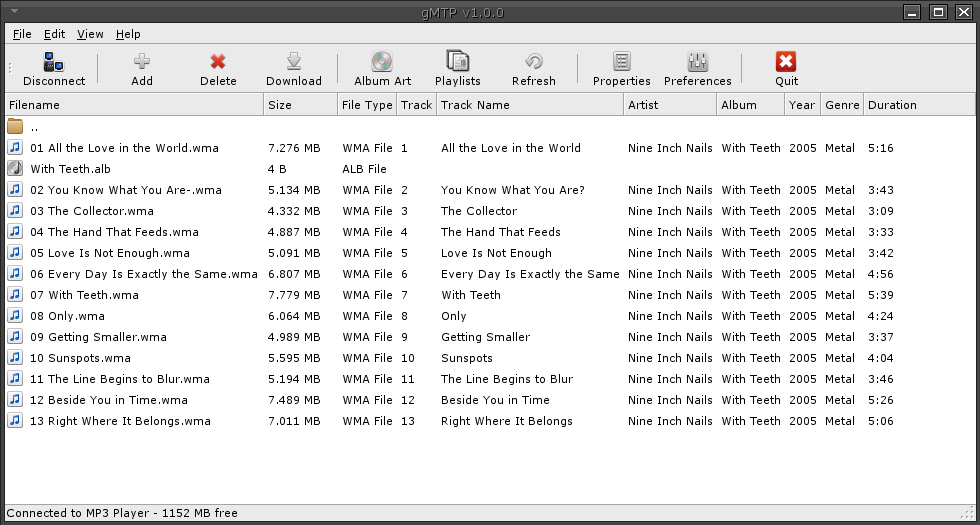 gMTP v1.0.0
File Edit View Help
Disconnect Add Delete Download Album Art Playlists Refresh Properties Preferences Quit
Filename Size File Type Track Track Name Artist Album Year Genre Duration
..
01 All the Love in the World.wma 7.276 MB WMA File 1 All the Love in the World Nine Inch Nails With Teeth 2005 Metal 5:16
With Teeth.alb 4 B ALB File
02 You Know What You Are-.wma 5.134 MB WMA File 2 You Know What You Are? Nine Inch Nails With Teeth 2005 Metal 3:43
03 The Collector.wma 4.332 MB WMA File 3 The Collector Nine Inch Nails With Teeth 2005 Metal 3:09
04 The Hand That Feeds.wma 4.887 MB WMA File 4 The Hand That Feeds Nine Inch Nails With Teeth 2005 Metal 3:33
05 Love Is Not Enough.wma 5.091 MB WMA File 5 Love Is Not Enough Nine Inch Nails With Teeth 2005 Metal 3:42
06 Every Day Is Exactly the Same.wma 6.807 MB WMA File 6 Every Day Is Exactly the Same Nine Inch Nails With Teeth 2005 Metal 4:56
07 With Teeth.wma 7.779 MB WMA File 7 With Teeth Nine Inch Nails With Teeth 2005 Metal 5:39
08 Only.wma 6.064 MB WMA File 8 Only Nine Inch Nails With Teeth 2005 Metal 4:24
09 Getting Smaller.wma 4.989 MB WMA File 9 Getting Smaller Nine Inch Nails With Teeth 2005 Metal 3:37
10 Sunspots.wma 5.595 MB WMA File 10 Sunspots Nine Inch Nails With Teeth 2005 Metal 4:04
11 The Line Begins to Blur.wma 5.194 MB WMA File 11 The Line Begins to Blur Nine Inch Nails With Teeth 2005 Metal 3:46
12 Beside You in Time.wma 7.489 MB WMA File 12 Beside You in Time Nine Inch Nails With Teeth 2005 Metal 5:26
13 Right Where It Belongs.wma 7.011 MB WMA File 13 Right Where It Belongs Nine Inch Nails With Teeth 2005 Metal 5:06
Connected to MP3 Player - 1152 MB free